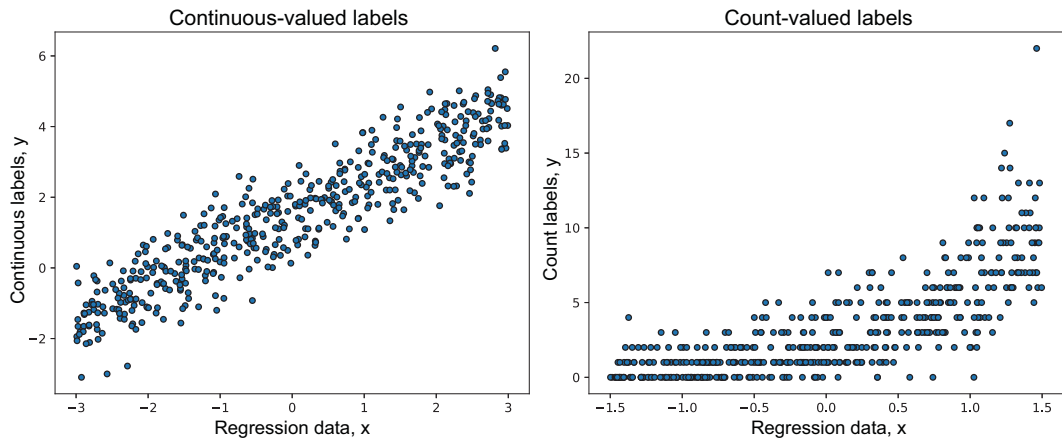 Continuous-valued labels
Continuous labels, y
6
4
2
0
−2
−3 −2 −1 0 1 2 3
Regression data, x
Count-valued labels
Count labels, y
20
15
10
5
0
−1.5 −1.0 −0.5 0.0 0.5 1.0 1.5
Regression data, x